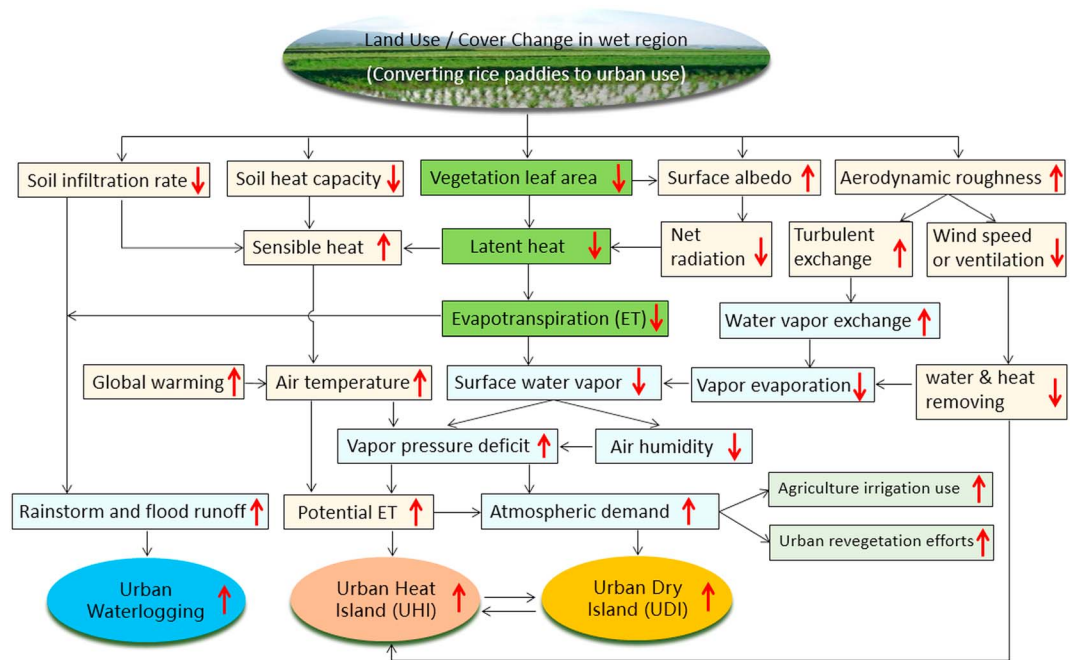 Land Use / Cover Change in wet region
(Converting rice paddies to urban use)
Soil infiltration rate
Soil heat capacity
Vegetation leaf area
Surface albedo
Aerodynamic roughness
Sensible heat
Latent heat
Net
radiation
Turbulent
exchange
Wind speed
or ventilation
Evapotranspiration (ET)
Water vapor exchange
Global warming
Air temperature
Surface water vapor
Vapor evaporation
water & heat
removing
Vapor pressure deficit
Air humidity
Rainstorm and flood runoff
Potential ET
Atmospheric demand
Agriculture irrigation use
Urban revegetation efforts
Urban
Waterlogging
Urban Heat
Island (UHI)
Urban Dry
Island (UDI)